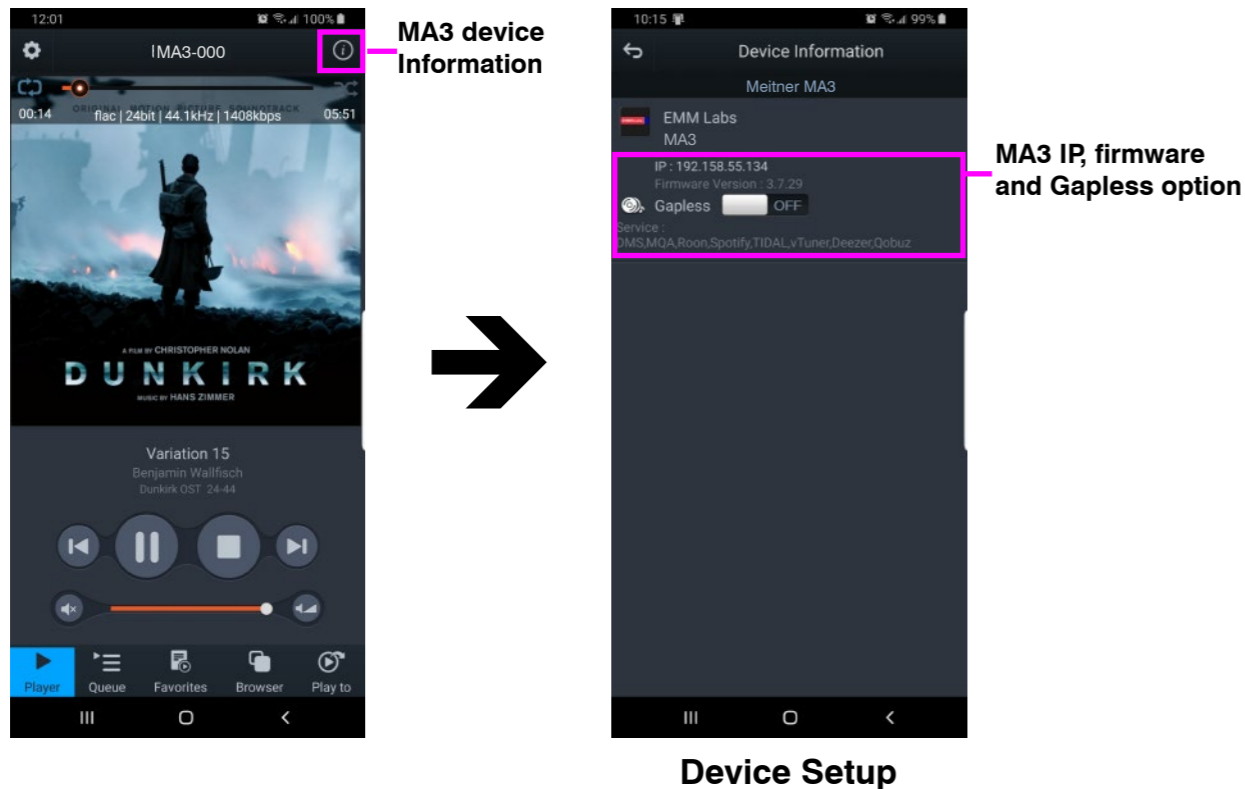 12:01
100%
IMA3-000
ORIGINAL MOTION PICTURE SOUNDTRACK
00:14
flac | 24bit | 44.1kHz | 1408kbps
05:51
A FILM BY CHRISTOPHER NOLAN
DUNKIRK
MUSIC BY HANS ZIMMER
Variation 15
Benjamin Wallfisch
Dunkirk OST 24-44
Player
Queue
Favorites
Browser
Play to
MA3 device
Information
10:15
99%
Device Information
Meitner MA3
EMM Labs
MA3
IP : 192.158.55.134
Firmware Version : 3.7.29
Gapless
OFF
Service :
DMS,MQA,Roon,Spotify,TIDAL,vTuner,Deezer,Qobuz
MA3 IP, firmware
and Gapless option
Device Setup